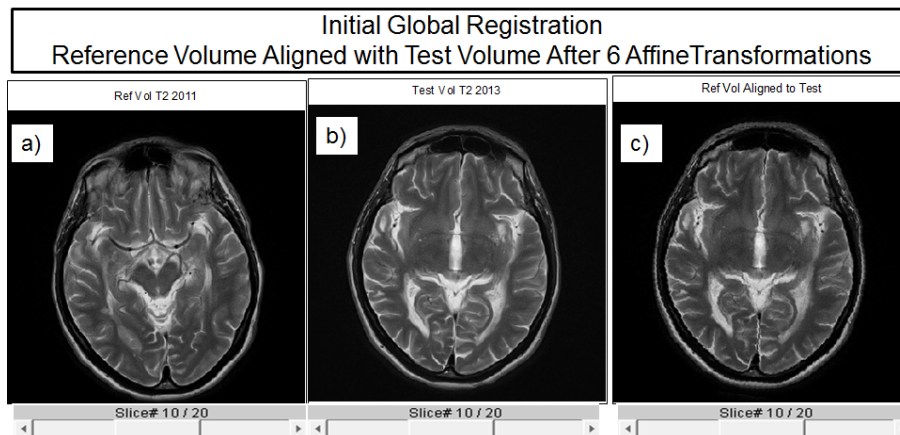 Initial Global Registration
Reference Volume Aligned with Test Volume After 6 AffineTransformations
Ref Vol T2 2011
Test Vol T2 2013
Ref Vol Aligned to Test
a)
b)
c)
Slice# 10 / 20
Slice# 10 / 20
Slice# 10 / 20